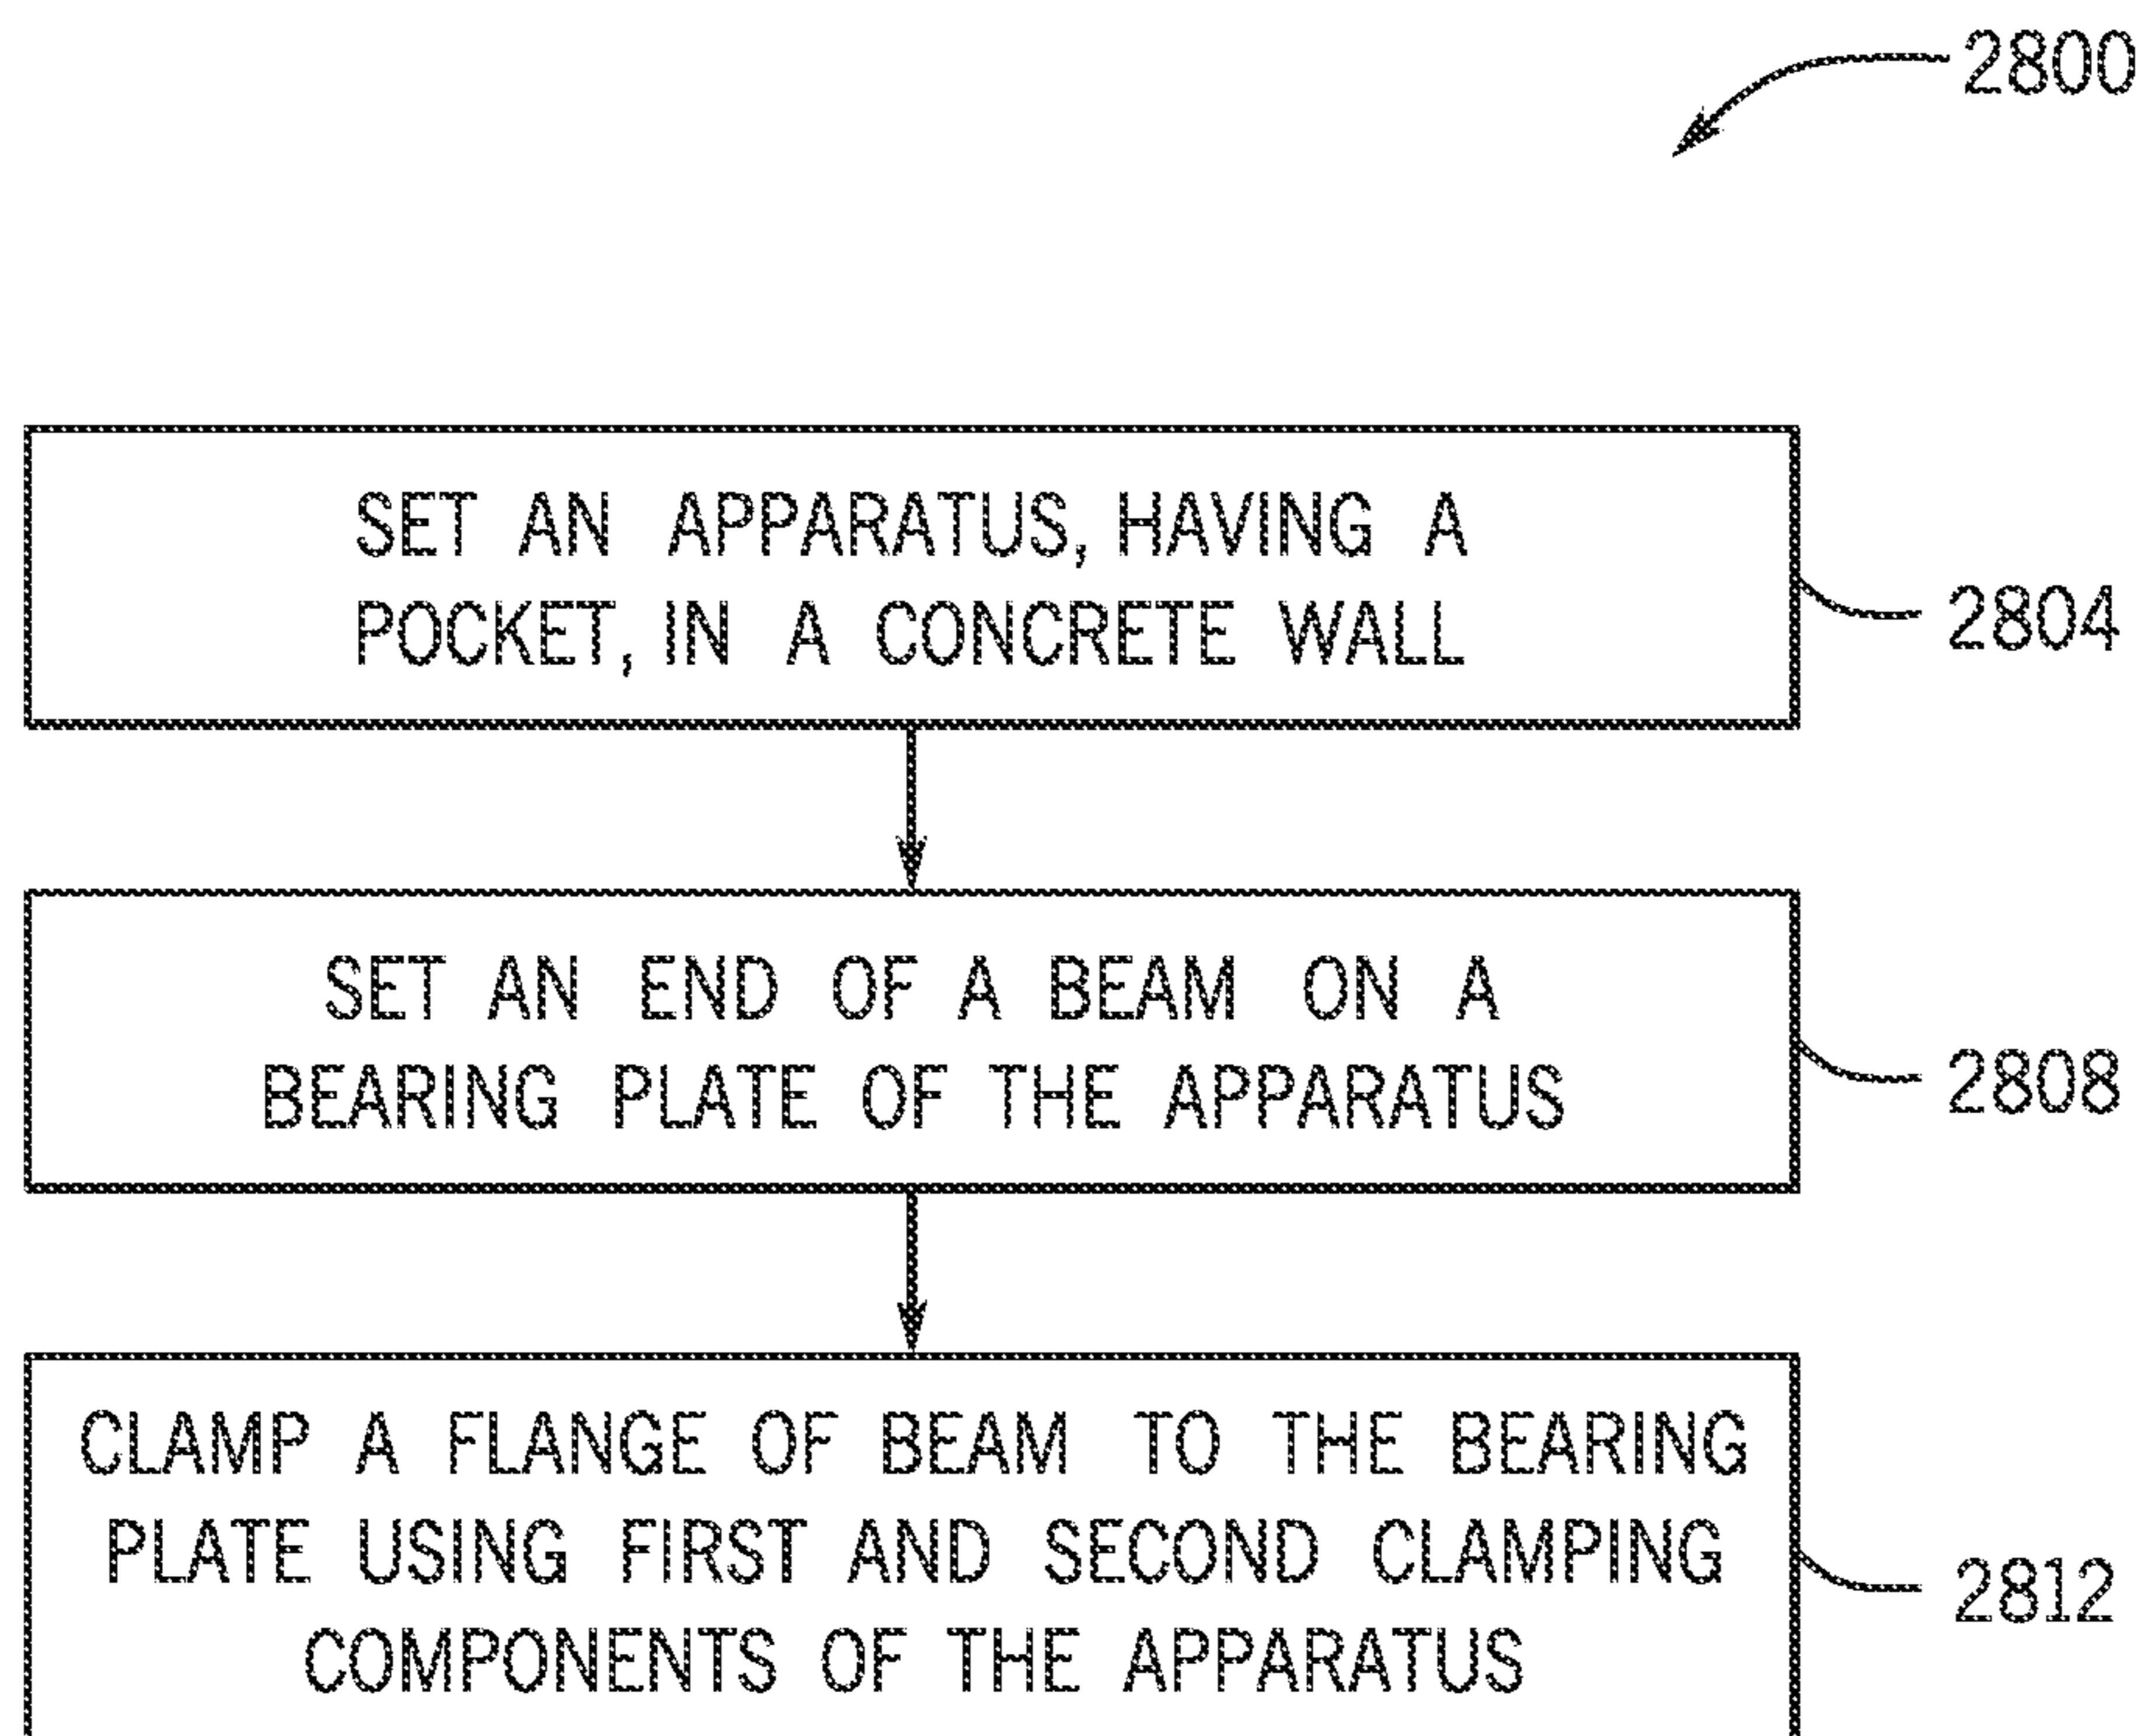 2800
SET AN APPARATUS, HAVING A
POCKET, IN A CONCRETE WALL
2804
SET AN END OF A BEAM ON A
BEARING PLATE OF THE APPARATUS
2808
CLAMP A FLANGE OF BEAM TO THE BEARING
PLATE USING FIRST AND SECOND CLAMPING
COMPONENTS OF THE APPARATUS
2812